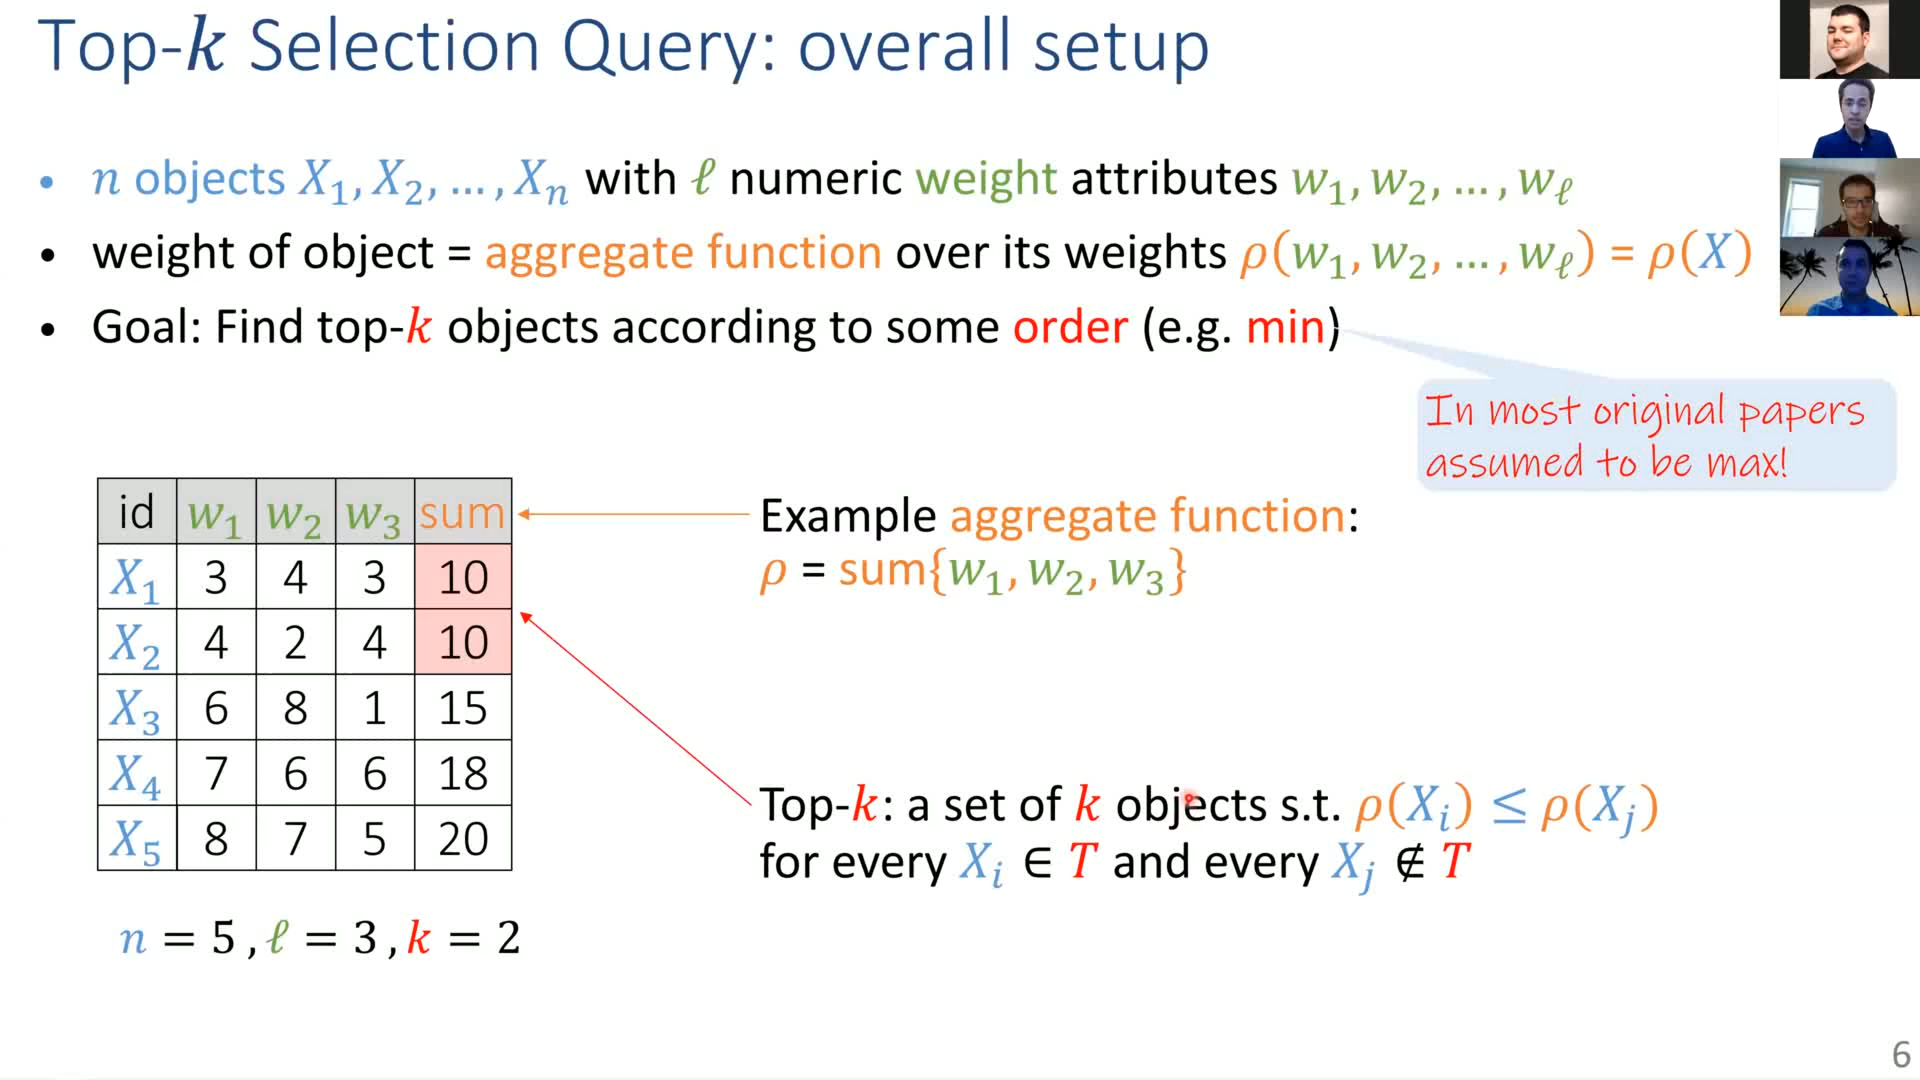 Top-k Selection Query: overall setup
• n objects X₁, X₂, …, Xₙ with ℓ numeric weight attributes w₁, w₂, …, w_ℓ
• weight of object = aggregate function over its weights ρ(w₁, w₂, …, w_ℓ) = ρ(X)
• Goal: Find top-k objects according to some order (e.g. min)
In most original papers
assumed to be max!
id w₁ w₂ w₃ sum
X₁ 3 4 3 10
X₂ 4 2 4 10
X₃ 6 8 1 15
X₄ 7 6 6 18
X₅ 8 7 5 20
n = 5 , ℓ = 3 , k = 2
Example aggregate function:
ρ = sum{w₁, w₂, w₃}
Top-k: a set of k objects s.t. ρ(Xᵢ) ≤ ρ(Xⱼ)
for every Xᵢ ∈ T and every Xⱼ ∉ T
6